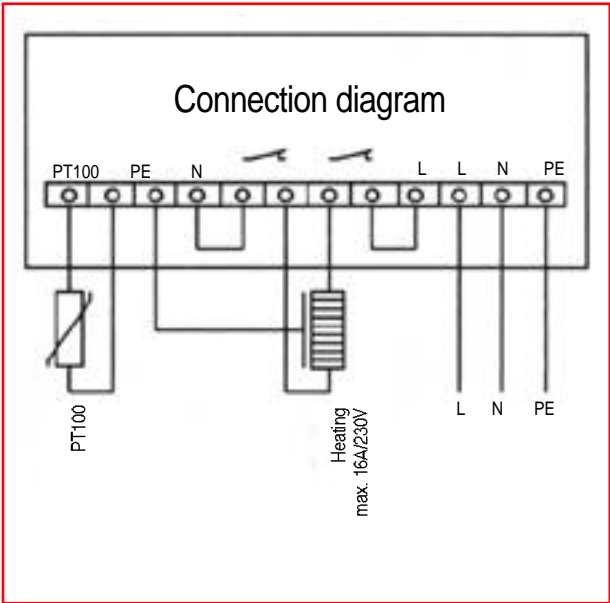 Connection diagram
PT100 PE N L L N PE
L N PE
PT100
Heating
max. 16A/230V